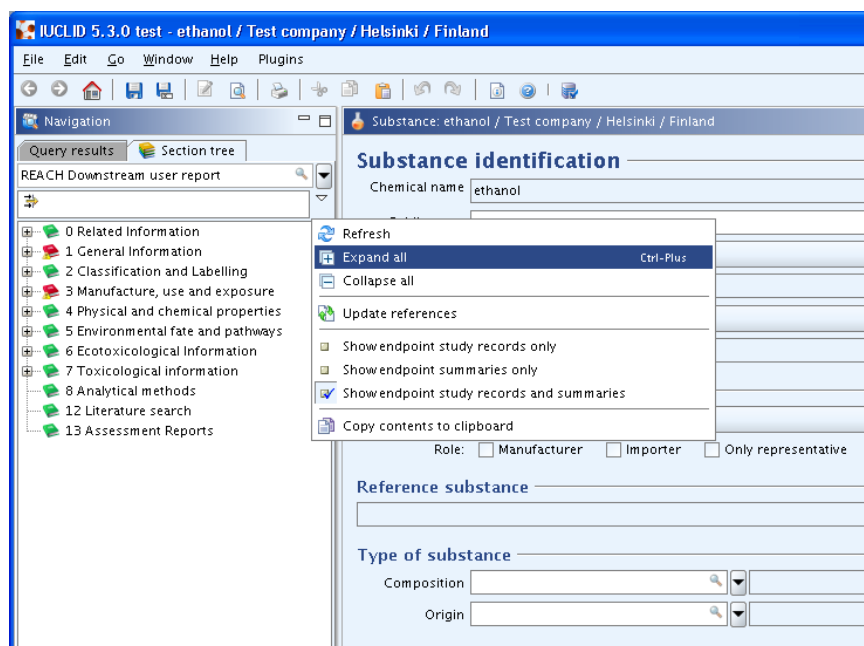 IUCLID 5.3.0 test - ethanol / Test company / Helsinki / Finland
File Edit Go Window Help Plugins
Navigation
Substance: ethanol / Test company / Helsinki / Finland
Query results Section tree
REACH Downstream user report
Substance identification
Chemical name ethanol
0 Related Information
1 General Information
2 Classification and Labelling
3 Manufacture, use and exposure
4 Physical and chemical properties
5 Environmental fate and pathways
6 Ecotoxicological Information
7 Toxicological information
8 Analytical methods
12 Literature search
13 Assessment Reports
Refresh
Expand all Ctrl-Plus
Collapse all
Update references
Show endpoint study records only
Show endpoint summaries only
Show endpoint study records and summaries
Copy contents to clipboard
Role: Manufacturer Importer Only representative
Reference substance
Type of substance
Composition
Origin